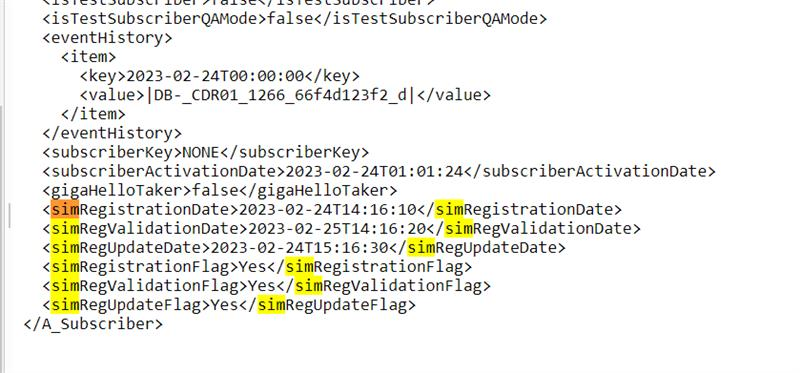 <isTestSubscriber>false</isTestSubscriber>
<isTestSubscriberQAMode>false</isTestSubscriberQAMode>
<eventHistory>
<item>
<key>2023-02-24T00:00:00</key>
<value>|DB-_CDR01_1266_66f4d123f2_d|</value>
</item>
</eventHistory>
<subscriberKey>NONE</subscriberKey>
<subscriberActivationDate>2023-02-24T01:01:24</subscriberActivationDate>
<gigaHelloTaker>false</gigaHelloTaker>
<simRegistrationDate>2023-02-24T14:16:10</simRegistrationDate>
<simRegValidationDate>2023-02-25T14:16:20</simRegValidationDate>
<simRegUpdateDate>2023-02-24T15:16:30</simRegUpdateDate>
<simRegistrationFlag>Yes</simRegistrationFlag>
<simRegValidationFlag>Yes</simRegValidationFlag>
<simRegUpdateFlag>Yes</simRegUpdateFlag>
</A_Subscriber>